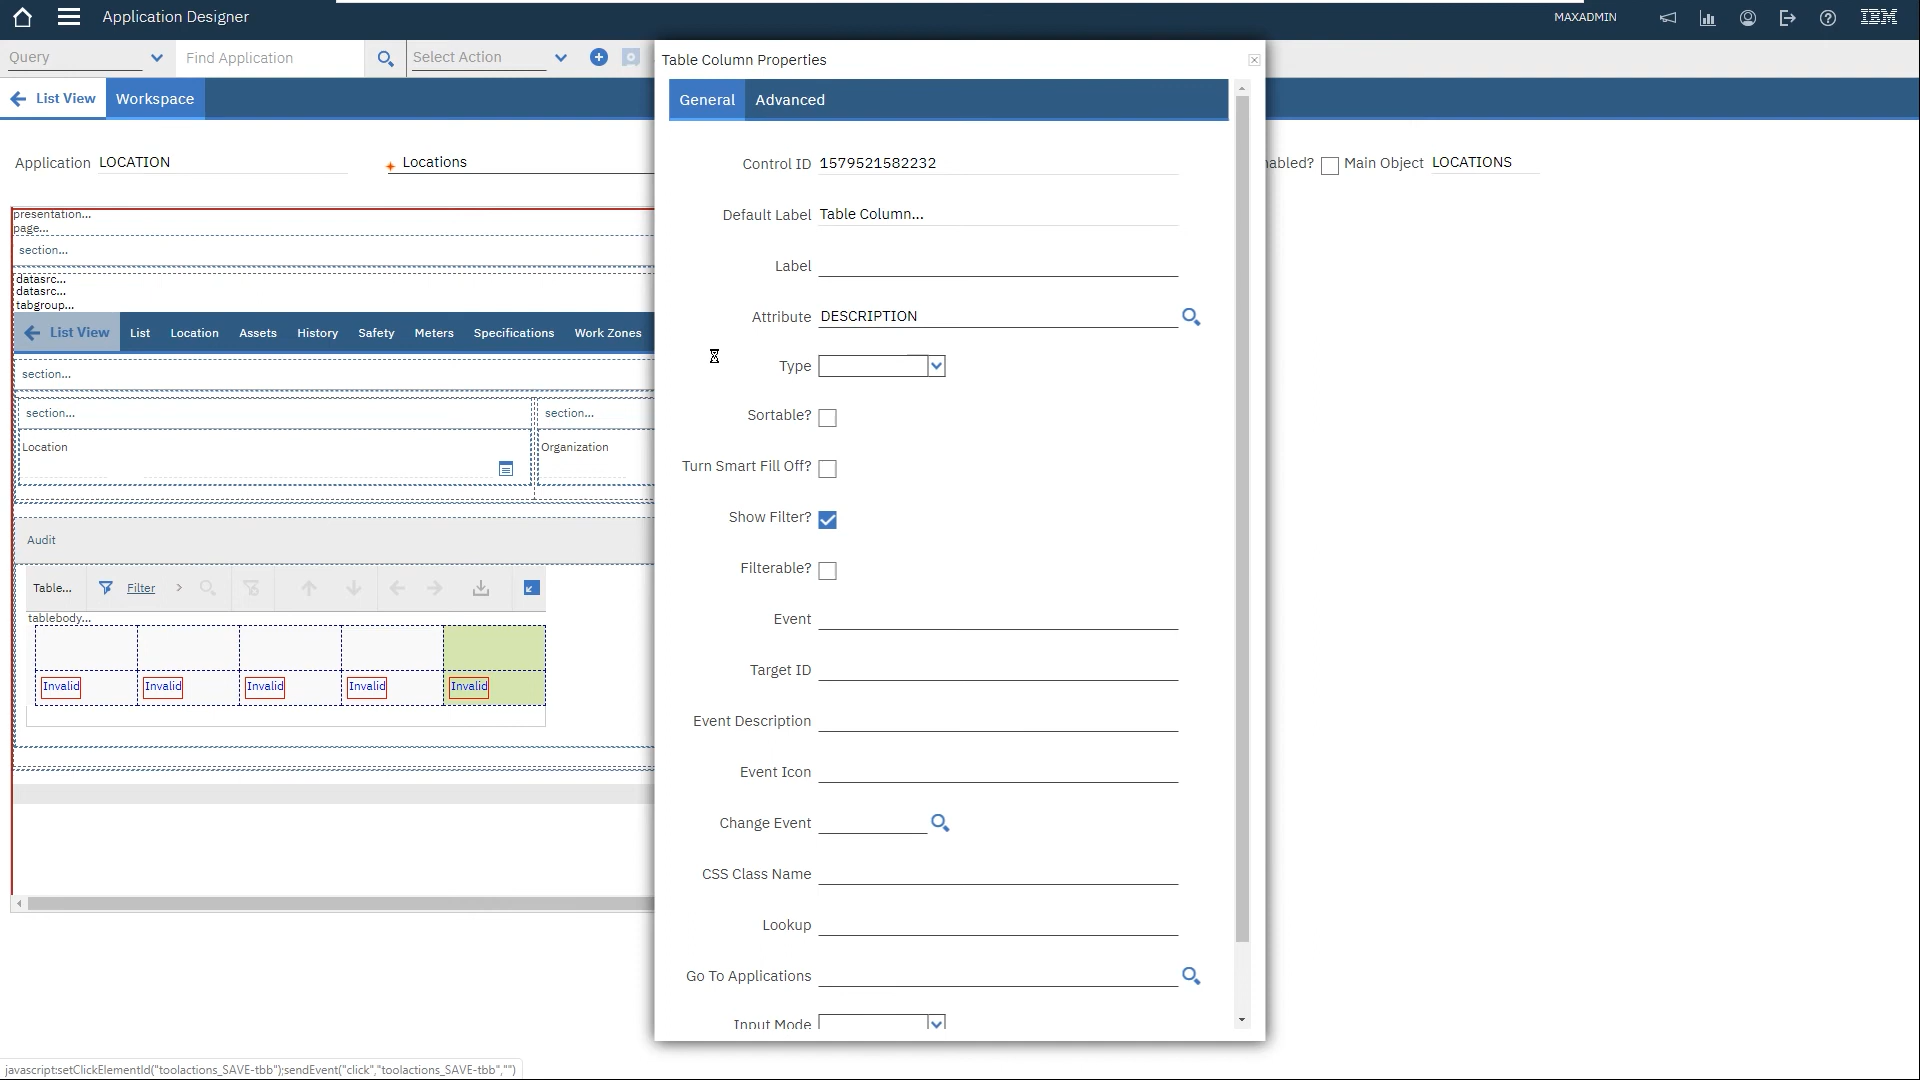 Application Designer
MAXADMIN
IBM
Query
Find Application
Select Action
Table Column Properties
List View
Workspace
General
Advanced
Application LOCATION
Locations
nabled?
Main Object LOCATIONS
Control ID 1579521582232
Default Label Table Column...
Label
Attribute DESCRIPTION
Type
Sortable?
Turn Smart Fill Off?
Show Filter?
Filterable?
Event
Target ID
Event Description
Event Icon
Change Event
CSS Class Name
Lookup
Go To Applications
Input Mode
presentation...
page...
section...
datasrc...
datasrc...
tabgroup...
List View List Location Assets History Safety Meters Specifications Work Zones
section...
section... section...
Location Organization
Audit
Table... Filter
tablebody...
Invalid Invalid Invalid Invalid Invalid
javascript:setClickElementId("toolactions_SAVE-tbb");sendEvent("click","toolactions_SAVE-tbb","")